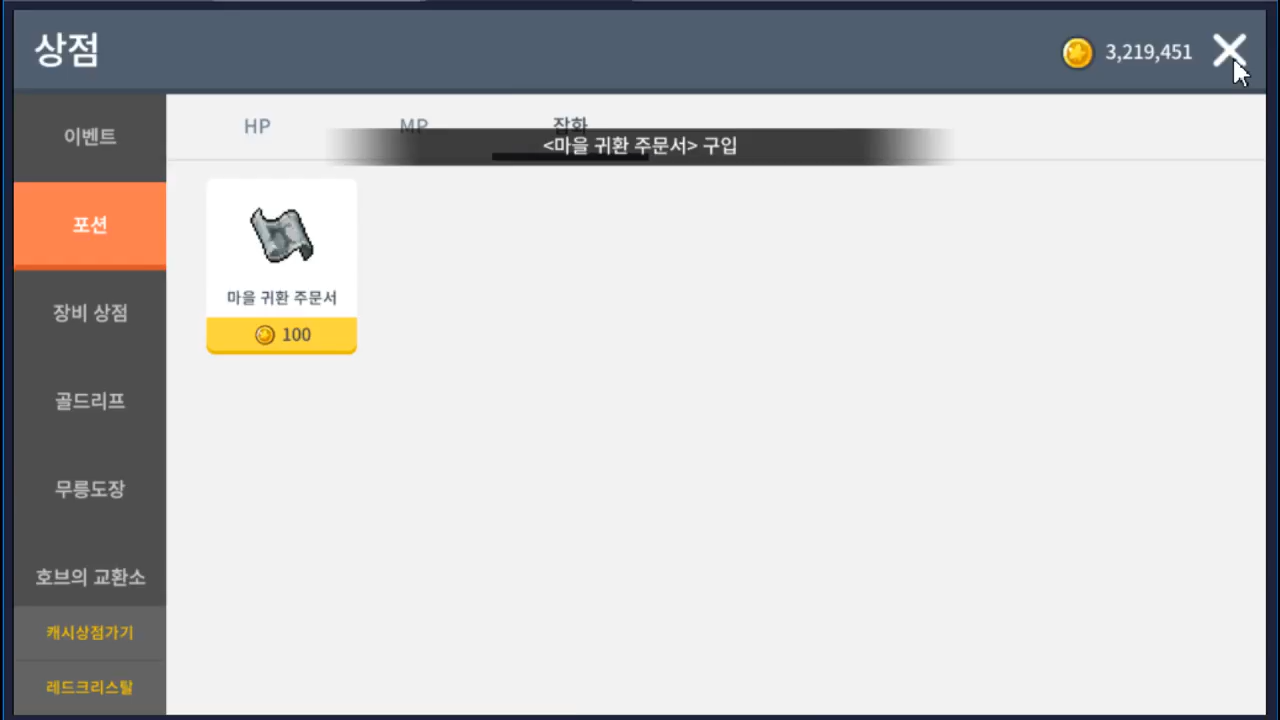 상점
3,219,451
이벤트
포션
장비 상점
골드리프
무릉도장
호브의 교환소
캐시상점가기
레드크리스탈
HP
MP
잡화
<마을 귀환 주문서> 구입
마을 귀환 주문서
100